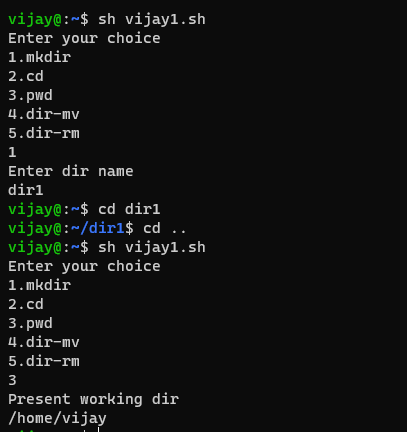 vijay@:~$ sh vijay1.sh
Enter your choice
1.mkdir
2.cd
3.pwd
4.dir-mv
5.dir-rm
1
Enter dir name
dir1
vijay@:~$ cd dir1
vijay@:~/dir1$ cd ..
vijay@:~$ sh vijay1.sh
Enter your choice
1.mkdir
2.cd
3.pwd
4.dir-mv
5.dir-rm
3
Present working dir
/home/vijay